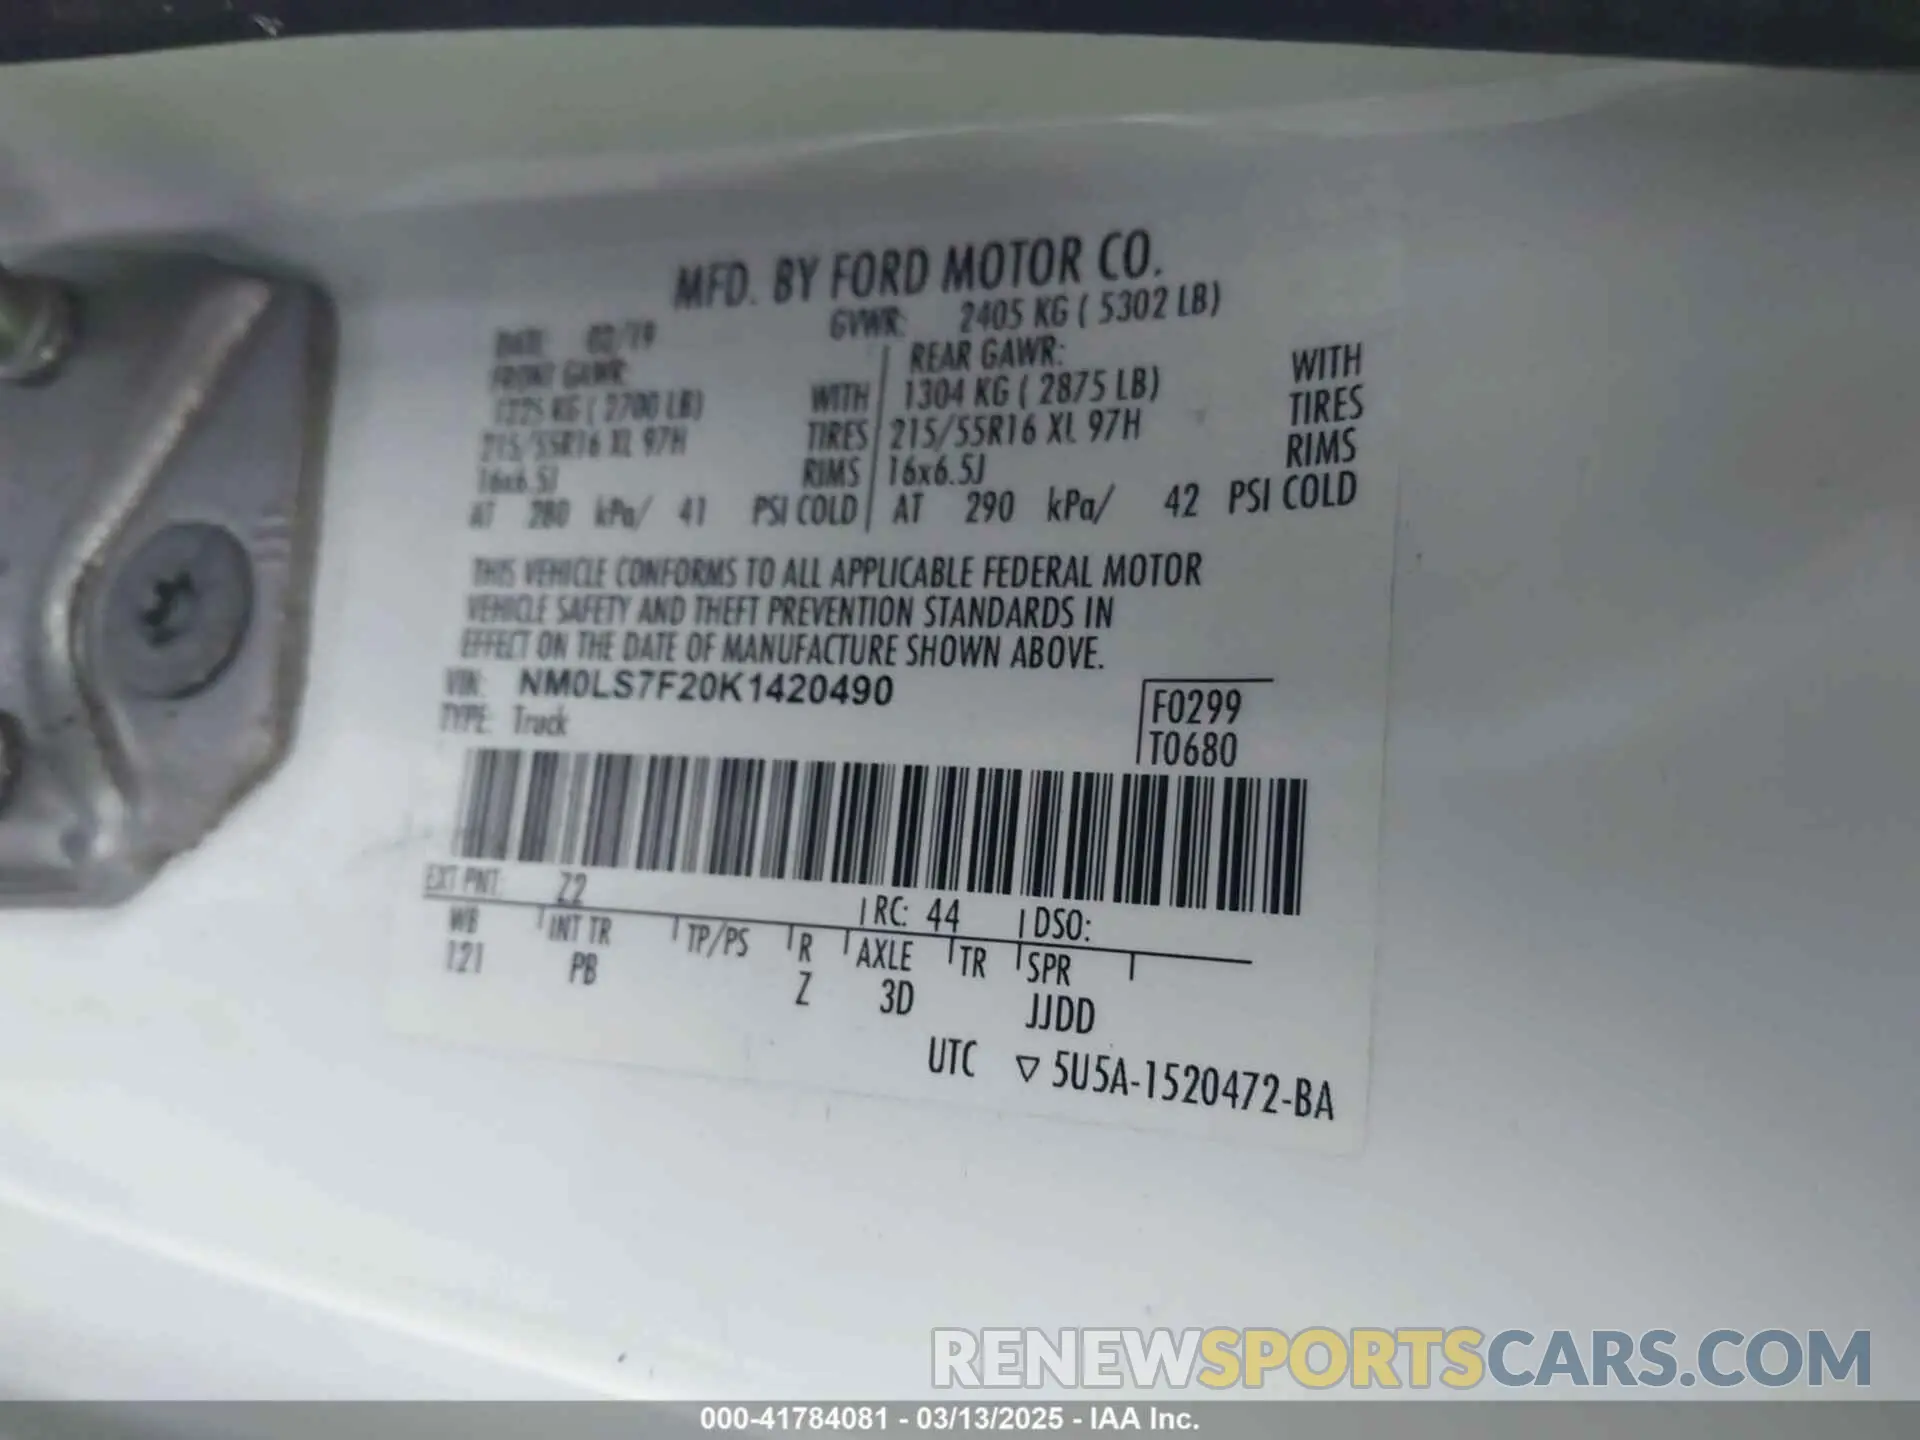 MFD. BY FORD MOTOR CO.
DATE: 02/19 GVWR: 2405 KG ( 5302 LB)
FRONT GAWR: REAR GAWR:
1225 KG ( 2700 LB) WITH 1304 KG ( 2875 LB) WITH
215/55R16 XL 97H TIRES 215/55R16 XL 97H TIRES
16x6.5J RIMS 16x6.5J RIMS
AT 280 kPa/ 41 PSI COLD AT 290 kPa/ 42 PSI COLD
THIS VEHICLE CONFORMS TO ALL APPLICABLE FEDERAL MOTOR
VEHICLE SAFETY AND THEFT PREVENTION STANDARDS IN
EFFECT ON THE DATE OF MANUFACTURE SHOWN ABOVE.
VIN: NM0LS7F20K1420490
TYPE: Truck
F0299
T0680
EXT PNT: Z2 RC: 44 DSO:
WB INT TR TP/PS R AXLE TR SPR
121 PB Z 3D JJDD
UTC ▽ 5U5A-1520472-BA
RENEWSPORTSCARS.COM
000-41784081 - 03/13/2025 - IAA Inc.